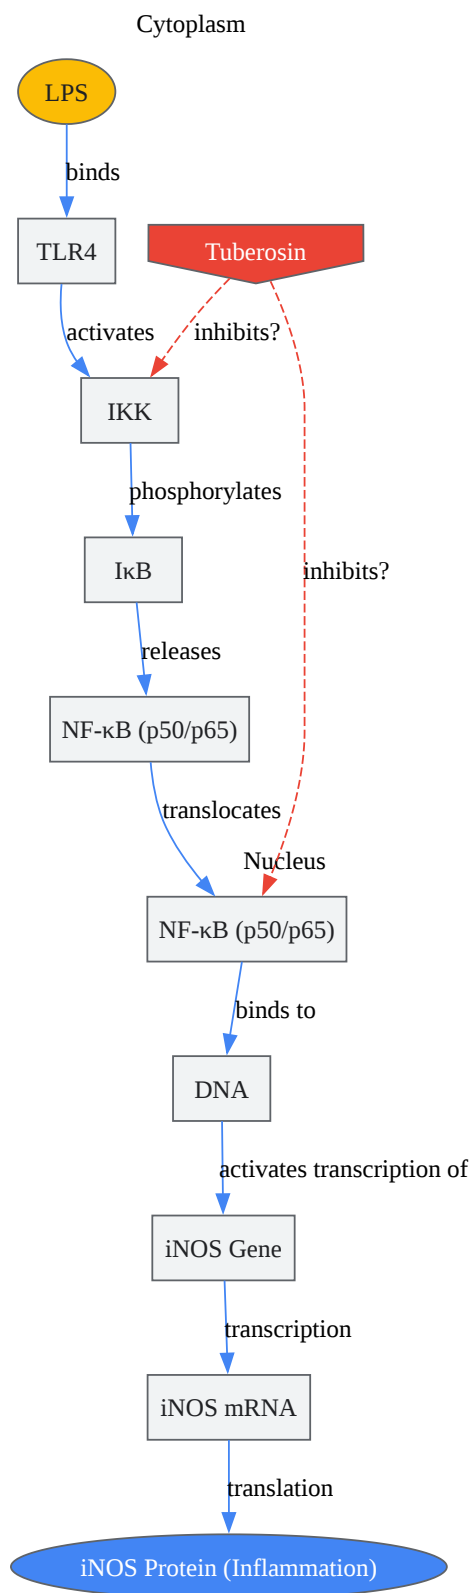 Cytoplasm
LPS
binds
TLR4
Tuberosin
activates
inhibits?
IKK
phosphorylates
IκB
inhibits?
releases
NF-κB (p50/p65)
translocates
Nucleus
NF-κB (p50/p65)
binds to
DNA
activates transcription of
iNOS Gene
transcription
iNOS mRNA
translation
iNOS Protein (Inflammation)